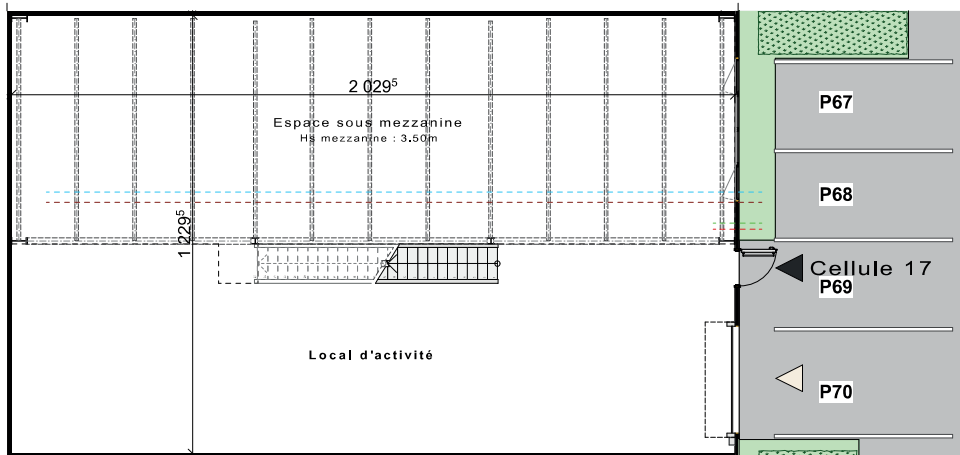 2 029⁵
Espace sous mezzanine
Hs mezzanine : 3.50m
1 229⁵
Local d'activité
P67
P68
Cellule 17
P69
P70